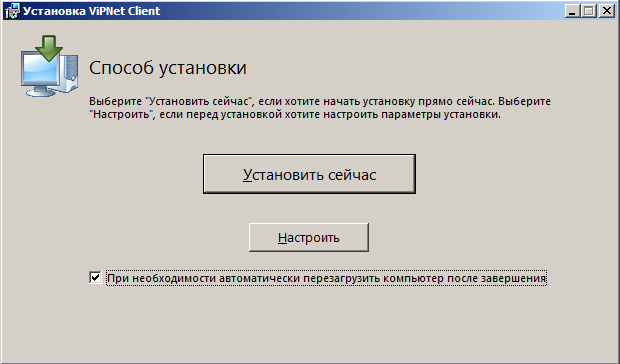 Установка ViPNet Client
Способ установки
Выберите "Установить сейчас", если хотите начать установку прямо сейчас. Выберите
"Настроить", если перед установкой хотите настроить параметры установки.
Установить сейчас
Настроить
При необходимости автоматически перезагрузить компьютер после завершения